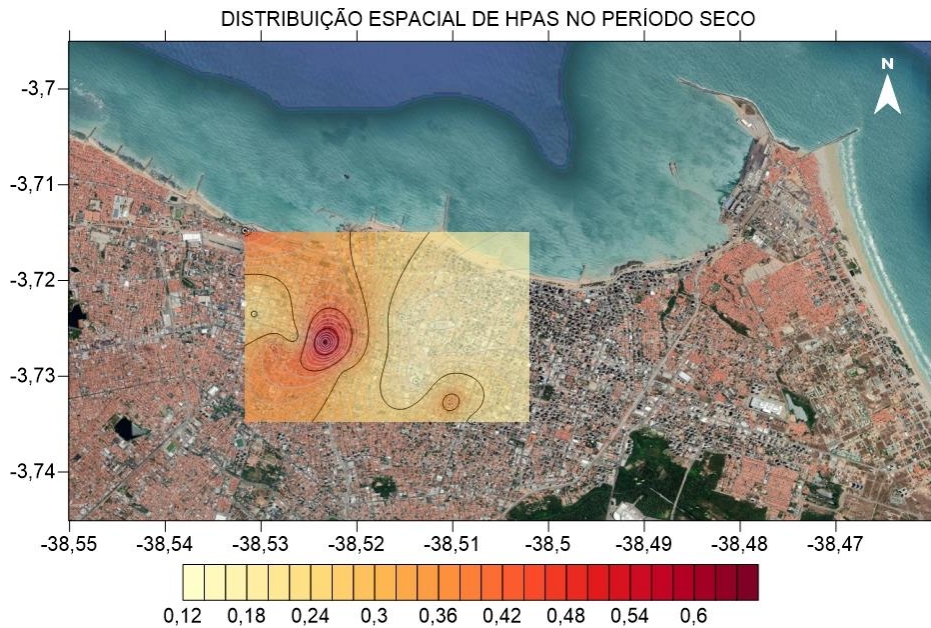 DISTRIBUIÇÃO ESPACIAL DE HPAS NO PERÍODO SECO
N
-3,7
-3,71
-3,72
-3,73
-3,74
-38,55 -38,54 -38,53 -38,52 -38,51 -38,5 -38,49 -38,48 -38,47
0,12 0,18 0,24 0,3 0,36 0,42 0,48 0,54 0,6